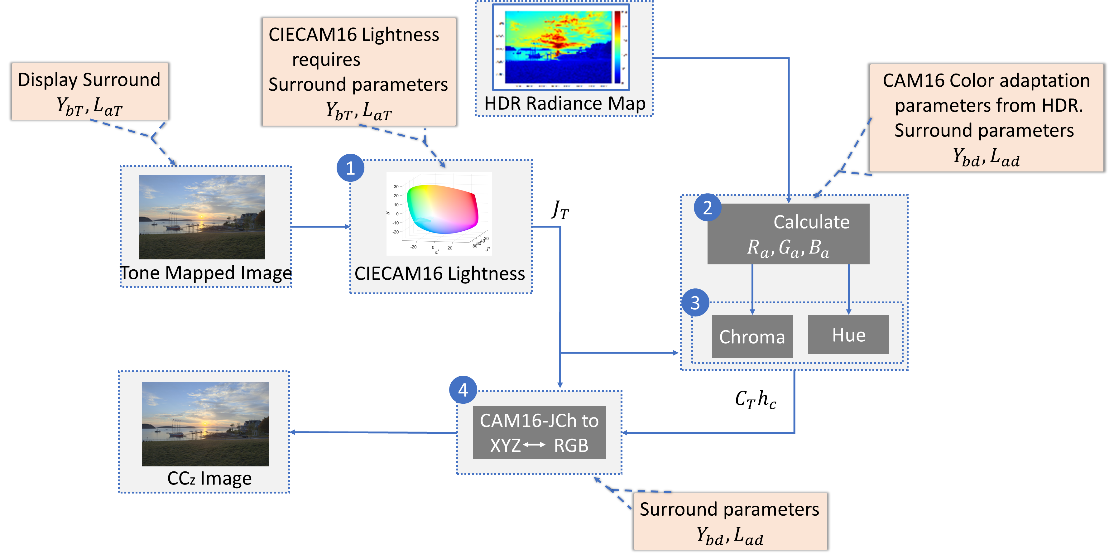 CIECAM16 Lightness
requires
Surround parameters
Y_{bT}, L_{aT}
HDR Radiance Map
Display Surround
Y_{bT}, L_{aT}
CAM16 Color adaptation
parameters from HDR.
Surround parameters
Y_{bd}, L_{ad}
1
Tone Mapped Image
CIECAM16 Lightness
J_T
2
Calculate
R_a, G_a, B_a
3
Chroma
Hue
C_T h_c
4
CAM16-JCh to
XYZ↔ RGB
CCz Image
Surround parameters
Y_{bd}, L_{ad}